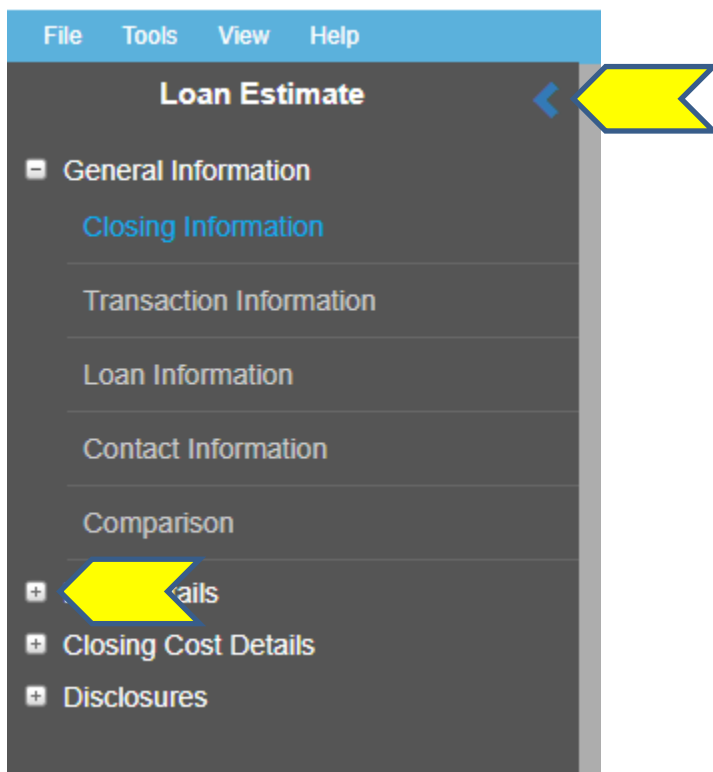 File Tools View Help
Loan Estimate
General Information
Closing Information
Transaction Information
Loan Information
Contact Information
Comparison
Closing Cost Details
Disclosures